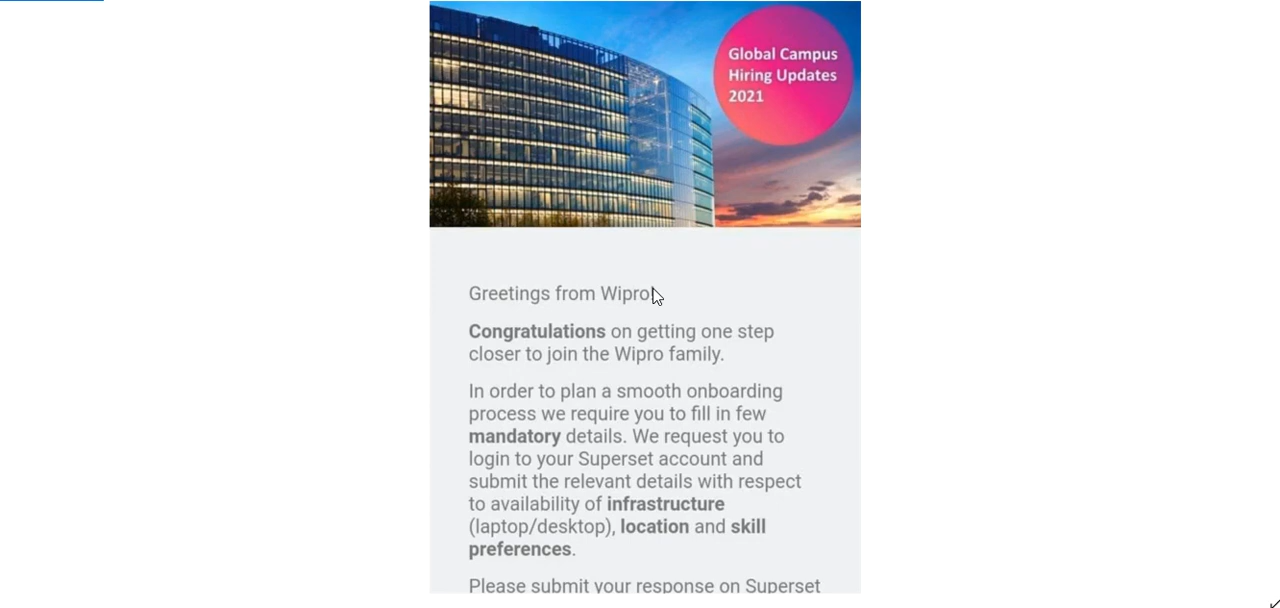 Global Campus
Hiring Updates
2021
Greetings from Wipro
Congratulations on getting one step
closer to join the Wipro family.
In order to plan a smooth onboarding
process we require you to fill in few
mandatory details. We request you to
login to your Superset account and
submit the relevant details with respect
to availability of infrastructure
(laptop/desktop), location and skill
preferences.
Please submit your response on Superset